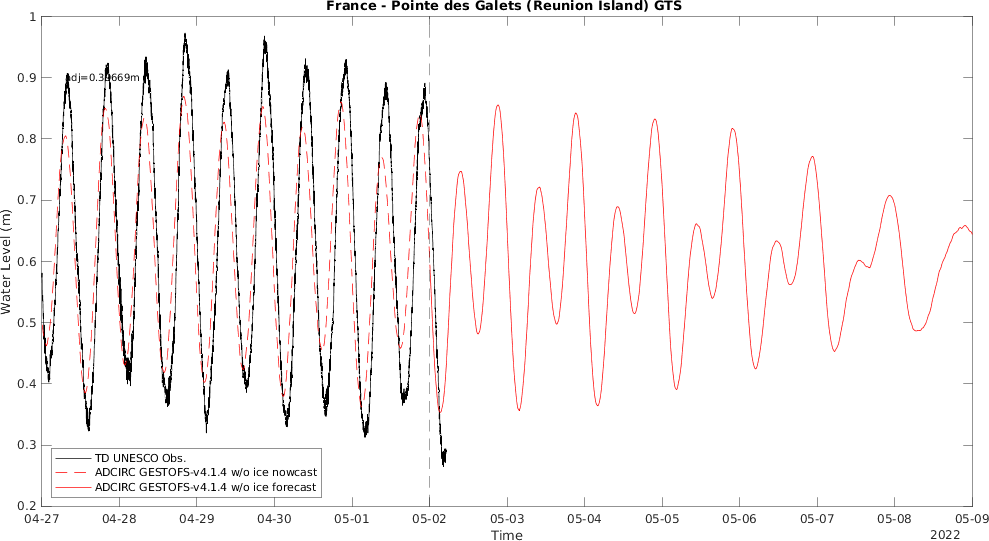 France - Pointe des Galets (Reunion Island) GTS
1
0.9
0.8
0.7
0.6
0.5
0.4
0.3
0.2
Water Level (m)
TD UNESCO Obs.
ADCIRC GESTOFS-v4.1.4 w/o ice nowcast
ADCIRC GESTOFS-v4.1.4 w/o ice forecast
04-27 04-28 04-29 04-30 05-01 05-02 05-03 05-04 05-05 05-06 05-07 05-08 05-09
Time
2022